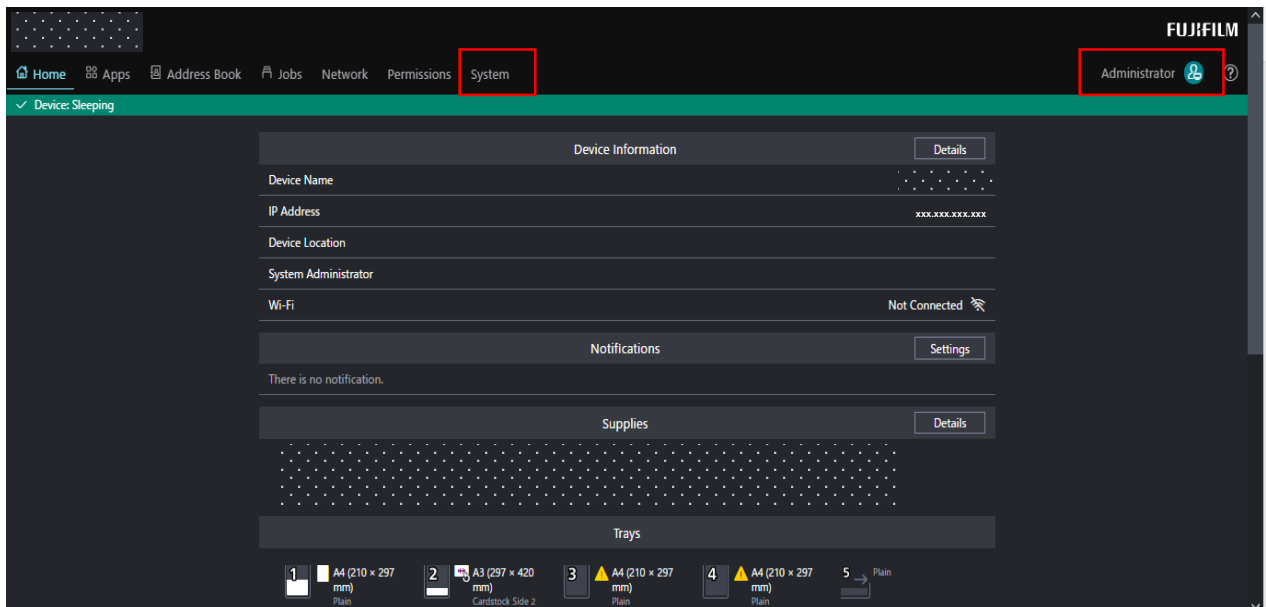 FUJIFILM
Home Apps Address Book Jobs Network Permissions System Administrator ?
Device: Sleeping
Device Information Details
Device Name
IP Address xxx.xxx.xxx.xxx
Device Location
System Administrator
Wi-Fi Not Connected
Notifications Settings
There is no notification.
Supplies Details
Trays
1 A4 (210 × 297 mm) Plain
2 A3 (297 × 420 mm) Cardstock Side 2
3 A4 (210 × 297 mm) Plain
4 A4 (210 × 297 mm) Plain
5 Plain